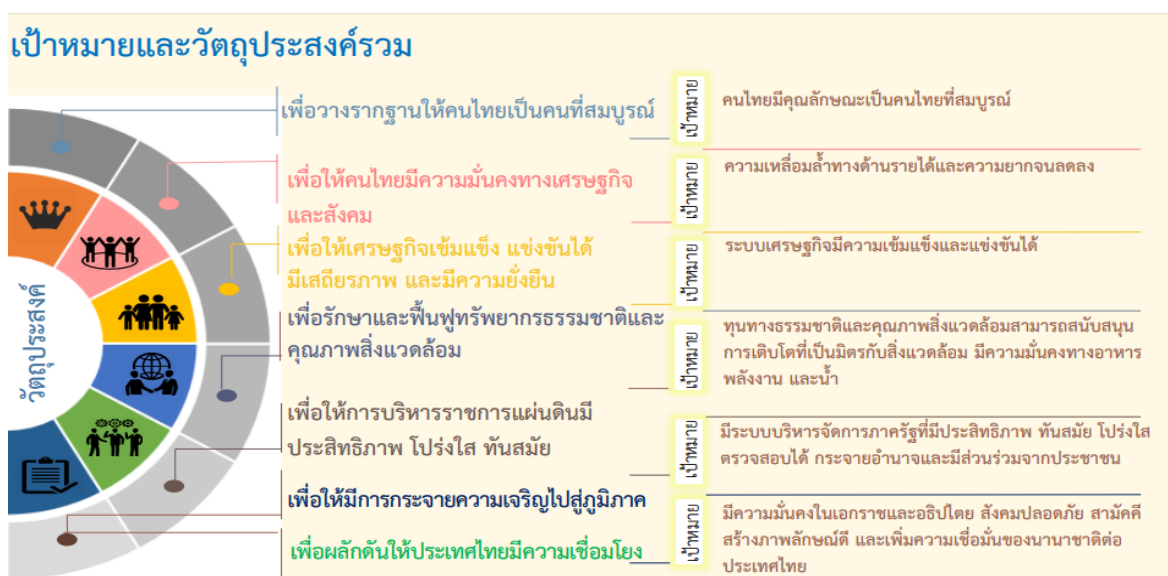 เป้าหมายและวัตถุประสงค์รวม
วัตถุประสงค์
เพื่อวางรากฐานให้คนไทยเป็นคนที่สมบูรณ์
เป้าหมาย
คนไทยมีคุณลักษณะเป็นคนไทยที่สมบูรณ์
เพื่อให้คนไทยมีความมั่นคงทางเศรษฐกิจ
และสังคม
เป้าหมาย
ความเหลื่อมล้ำทางด้านรายได้และความยากจนลดลง
เพื่อให้เศรษฐกิจเข้มแข็ง แข่งขันได้
มีเสถียรภาพ และมีความยั่งยืน
เป้าหมาย
ระบบเศรษฐกิจมีความเข้มแข็งและแข่งขันได้
เพื่อรักษาและฟื้นฟูทรัพยากรธรรมชาติและ
คุณภาพสิ่งแวดล้อม
เป้าหมาย
ทุนทางธรรมชาติและคุณภาพสิ่งแวดล้อมสามารถสนับสนุน
การเติบโตที่เป็นมิตรกับสิ่งแวดล้อม มีความมั่นคงทางอาหาร
พลังงาน และน้ำ
เพื่อให้การบริหารราชการแผ่นดินมี
ประสิทธิภาพ โปร่งใส ทันสมัย
เป้าหมาย
มีระบบบริหารจัดการภาครัฐที่มีประสิทธิภาพ ทันสมัย โปร่งใส
ตรวจสอบได้ กระจายอำนาจและมีส่วนร่วมจากประชาชน
เพื่อให้มีการกระจายความเจริญไปสู่ภูมิภาค
เพื่อผลักดันให้ประเทศไทยมีความเชื่อมโยง
เป้าหมาย
มีความมั่นคงในเอกราชและอธิปไตย สังคมปลอดภัย สามัคคี
สร้างภาพลักษณ์ดี และเพิ่มความเชื่อมั่นของนานาชาติต่อ
ประเทศไทย